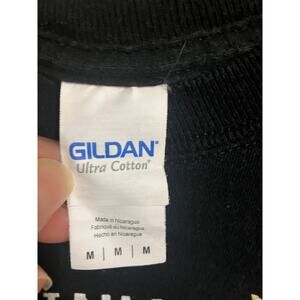 GILDAN®
Ultra Cotton®
Made in Nicaragua
Fabriqué au Nicaragua
Hecho en Nicaragua
M | M | M